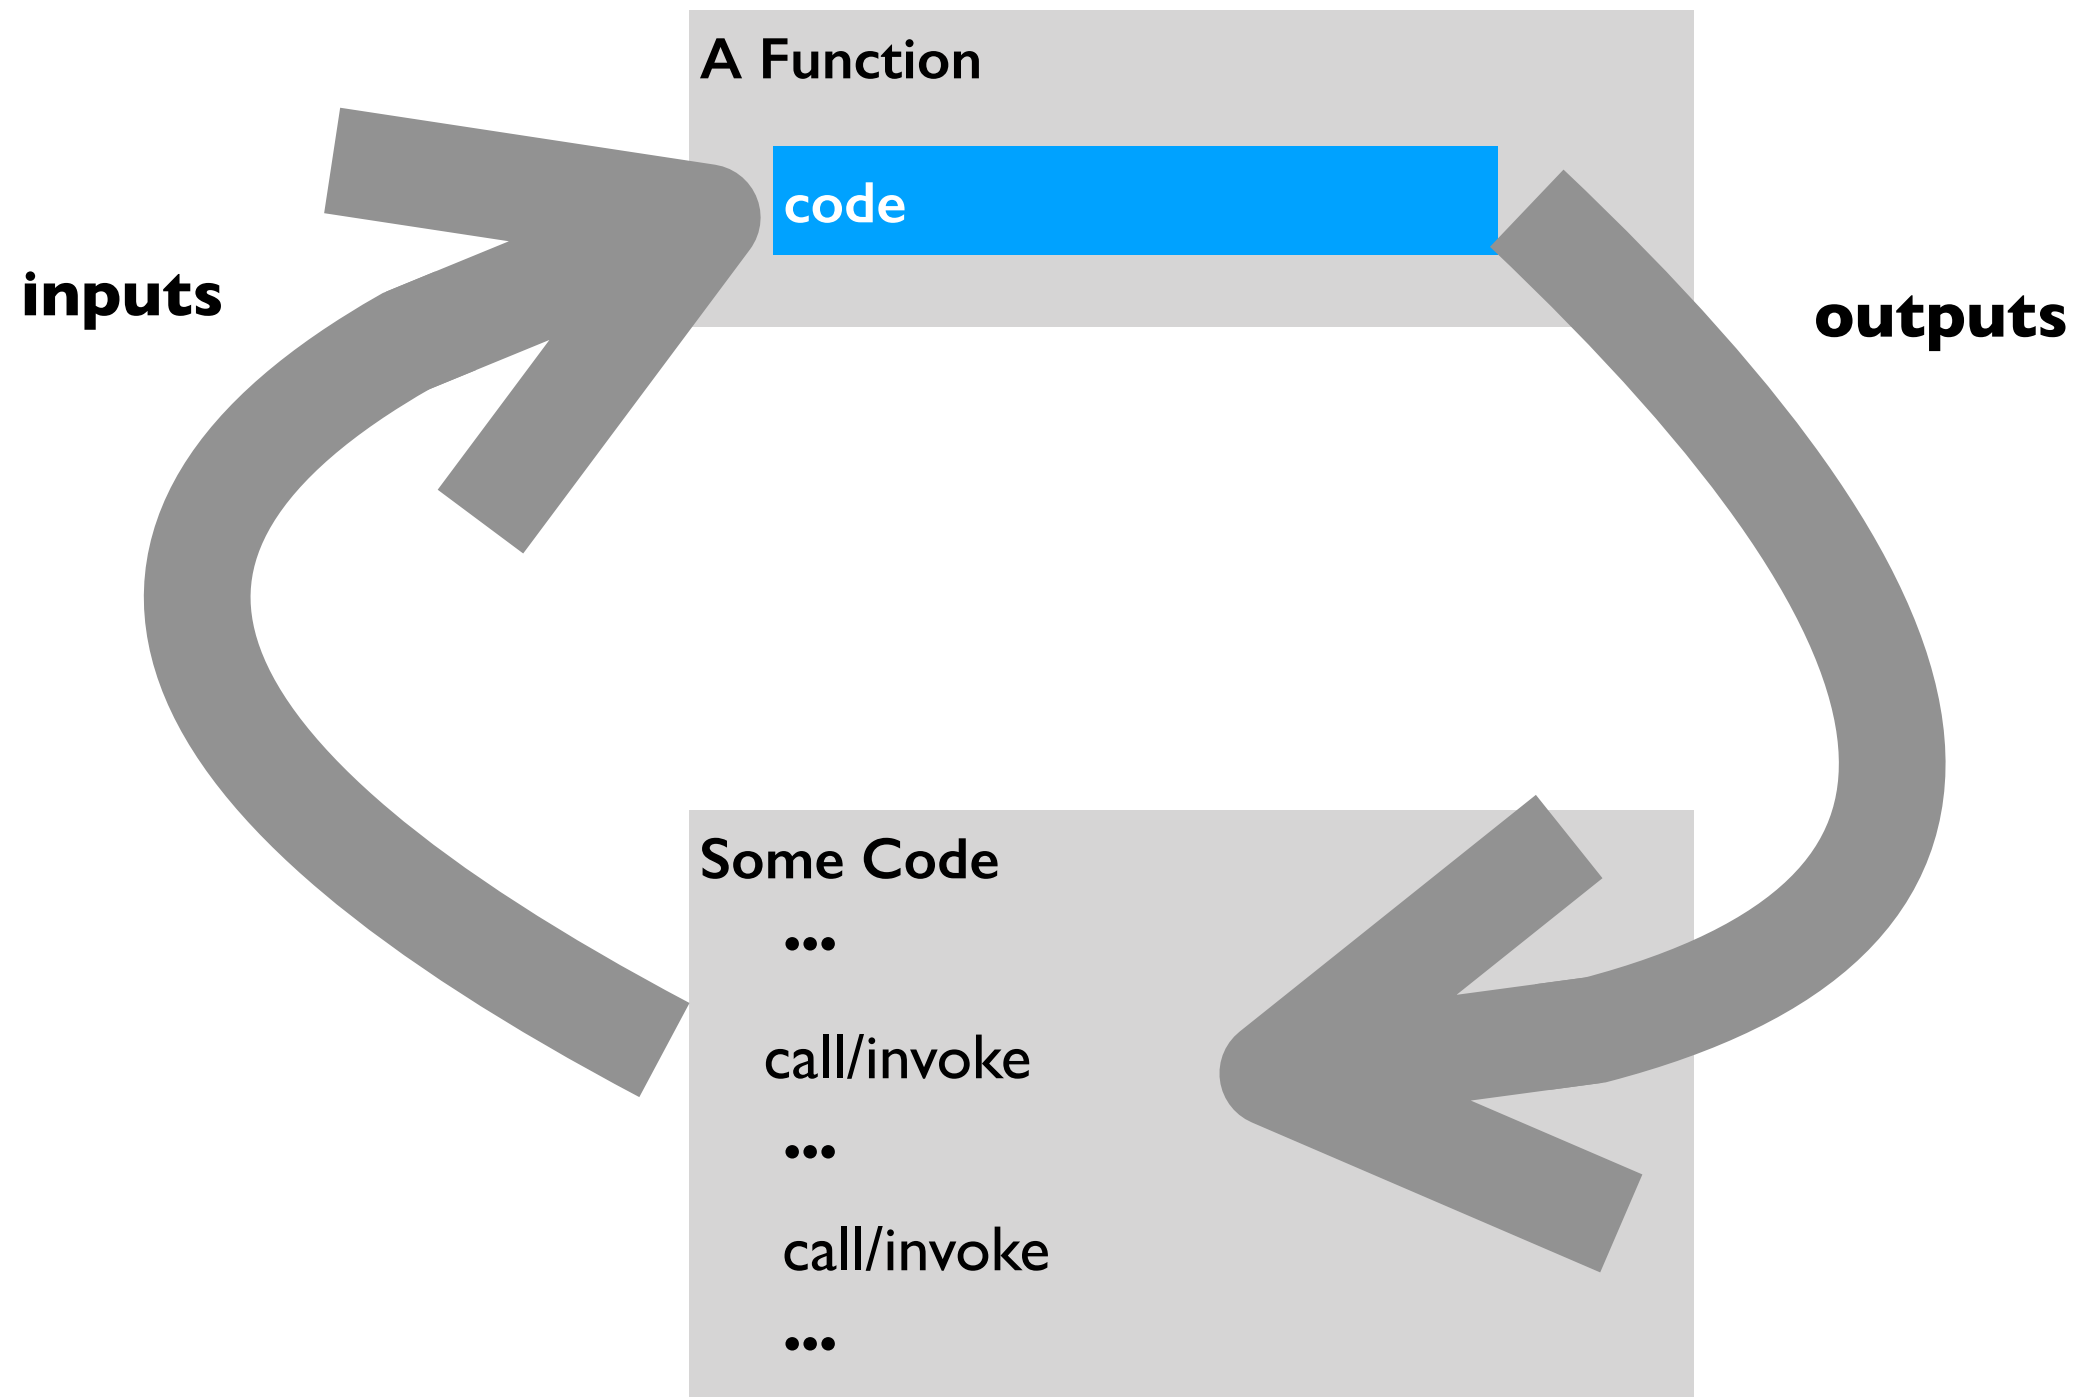 A Function
code
inputs
outputs
Some Code
...
call/invoke
...
call/invoke
...